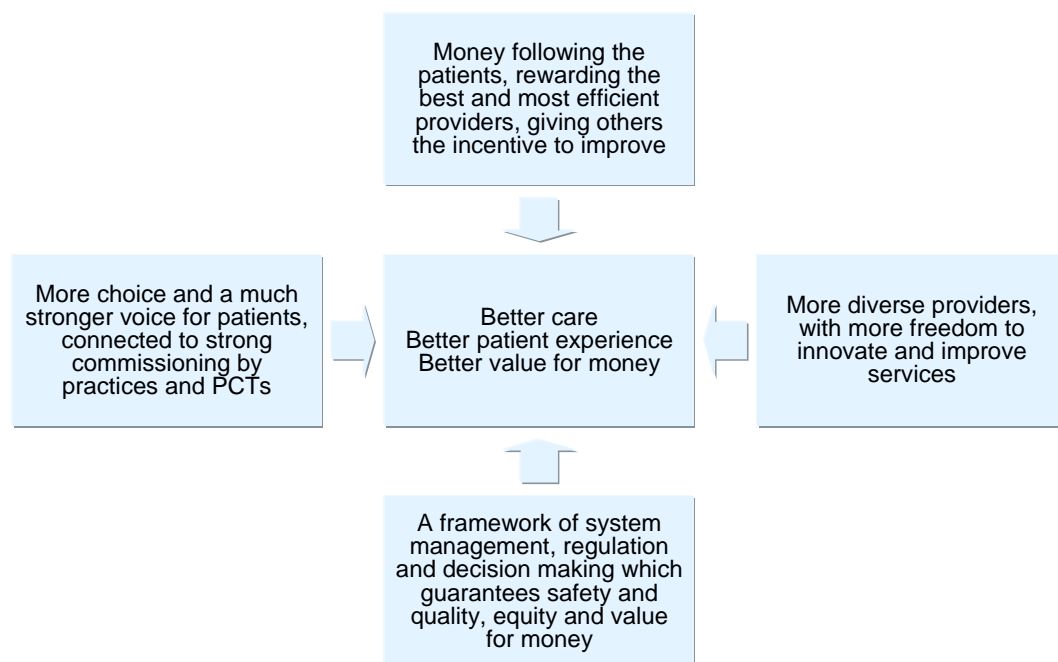 Money following the
patients, rewarding the
best and most efficient
providers, giving others
the incentive to improve
More choice and a much
stronger voice for patients,
connected to strong
commissioning by
practices and PCTs
Better care
Better patient experience
Better value for money
More diverse providers,
with more freedom to
innovate and improve
services
A framework of system
management, regulation
and decision making which
guarantees safety and
quality, equity and value
for money